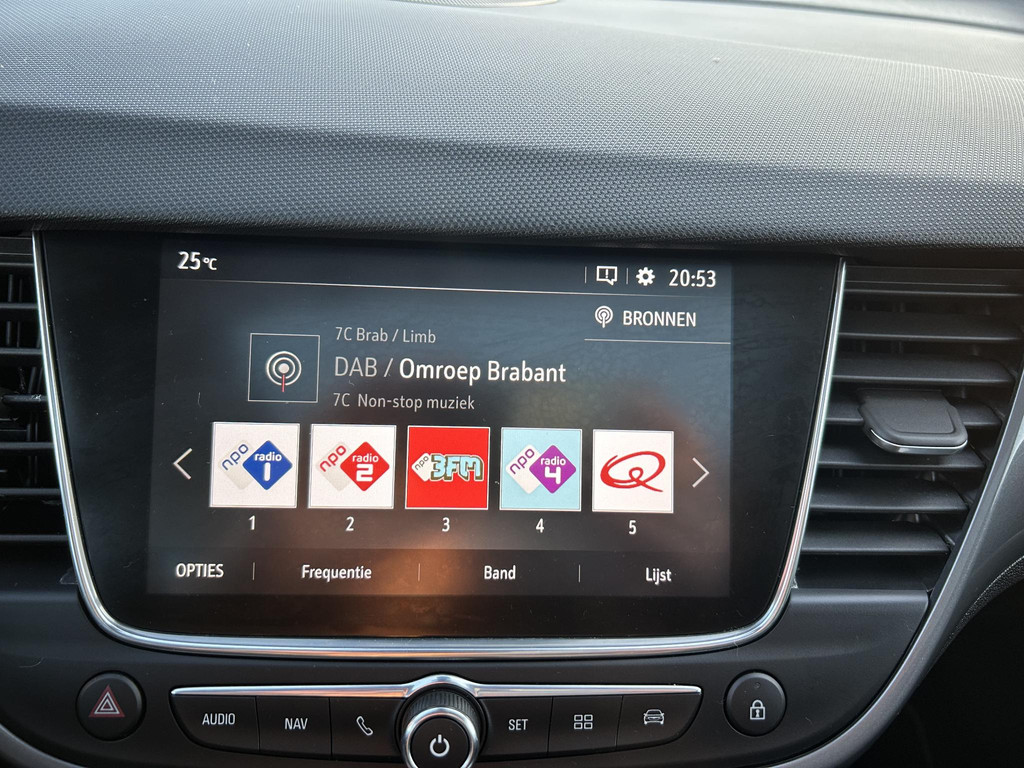 25°C
20:53
BRONNEN
7C Brab / Limb
DAB / Omroep Brabant
7C Non-stop muziek
npo radio 1
npo radio 2
npo 3FM
npo radio 4
Q
1 2 3 4 5
OPTIES Frequentie Band Lijst
AUDIO NAV SET